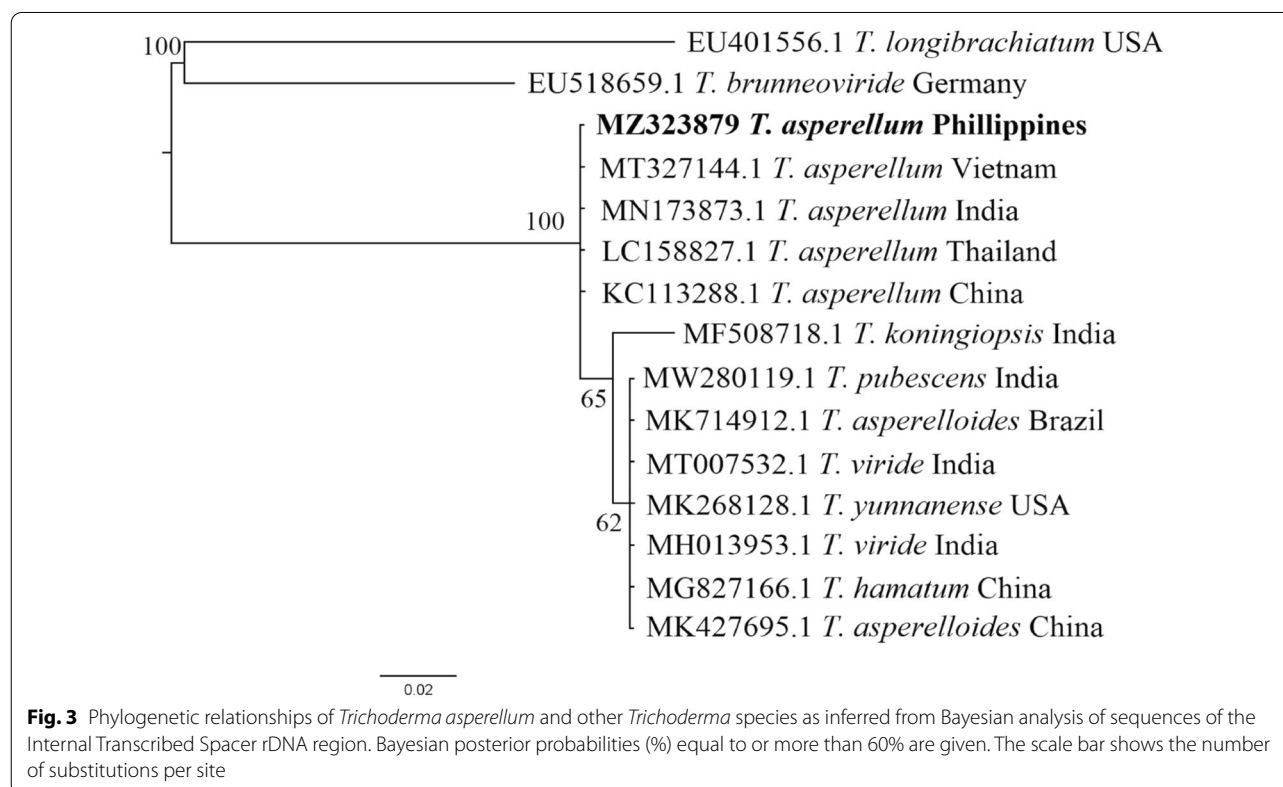 100
EU401556.1 T. longibrachiatum USA
EU518659.1 T. brunneoviride Germany
MZ323879 T. asperellum Phillippines
MT327144.1 T. asperellum Vietnam
MN173873.1 T. asperellum India
100
LC158827.1 T. asperellum Thailand
KC113288.1 T. asperellum China
MF508718.1 T. koningiopsis India
MW280119.1 T. pubescens India
65
MK714912.1 T. asperelloides Brazil
MT007532.1 T. viride India
MK268128.1 T. yunnanense USA
62
MH013953.1 T. viride India
MG827166.1 T. hamatum China
MK427695.1 T. asperelloides China
0.02
Fig. 3 Phylogenetic relationships of Trichoderma asperellum and other Trichoderma species as inferred from Bayesian analysis of sequences of the
Internal Transcribed Spacer rDNA region. Bayesian posterior probabilities (%) equal to or more than 60% are given. The scale bar shows the number
of substitutions per site